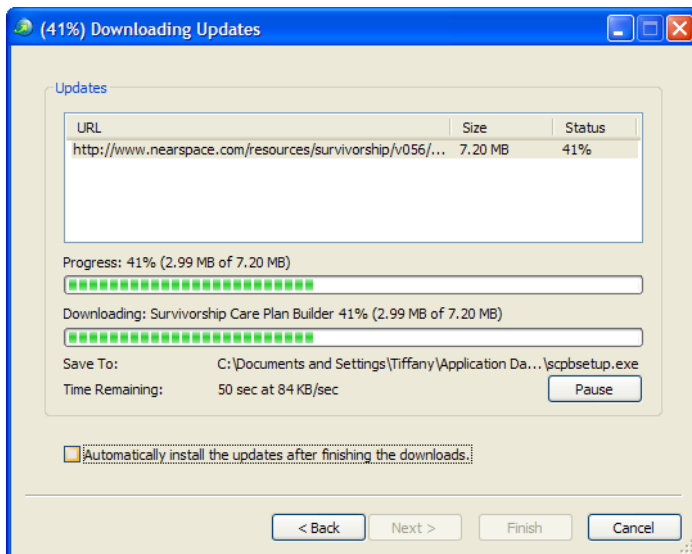 (41%) Downloading Updates
Updates
URL Size Status
http://www.nearspace.com/resources/survivorship/v056/... 7.20 MB 41%
Progress: 41% (2.99 MB of 7.20 MB)
Downloading: Survivorship Care Plan Builder 41% (2.99 MB of 7.20 MB)
Save To: C:\Documents and Settings\Tiffany\Application Da...\scpbsetup.exe
Time Remaining: 50 sec at 84 KB/sec Pause
Automatically install the updates after finishing the downloads.
< Back Next > Finish Cancel